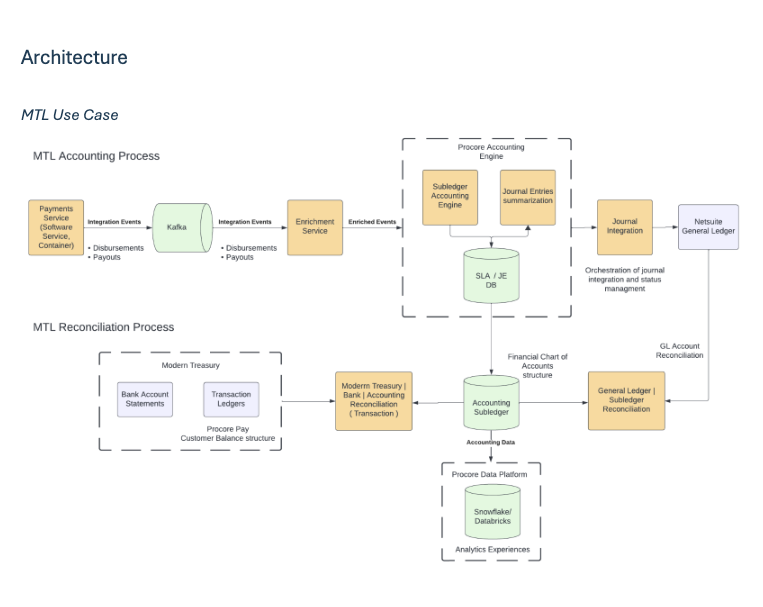 Architecture
MTL Use Case
MTL Accounting Process
Procore Accounting
Engine
Payments
Service
(Software
Service,
Container)
Integration Events
• Disbursements
• Payouts
Kafka
Integration Events
• Disbursements
• Payouts
Enrichment
Service
Enriched Events
Subledger
Accounting
Engine
Journal Entries
summarization
SLA / JE
DB
Journal
Integration
Orchestration of journal
integration and status
managment
Netsuite
General Ledger
MTL Reconciliation Process
GL Account
Reconciliation
Financial Chart of
Accounts
structure
Modern Treasury
Bank Account
Statements
Transaction
Ledgers
Procore Pay
Customer Balance structure
Moderrn Treasury |
Bank | Accounting
Reconciliation
( Transaction )
Accounting
Subledger
General Ledger |
Subledger
Reconciliation
Accounting Data
Procore Data Platform
Snowflake/
Databricks
Analytics Experiences